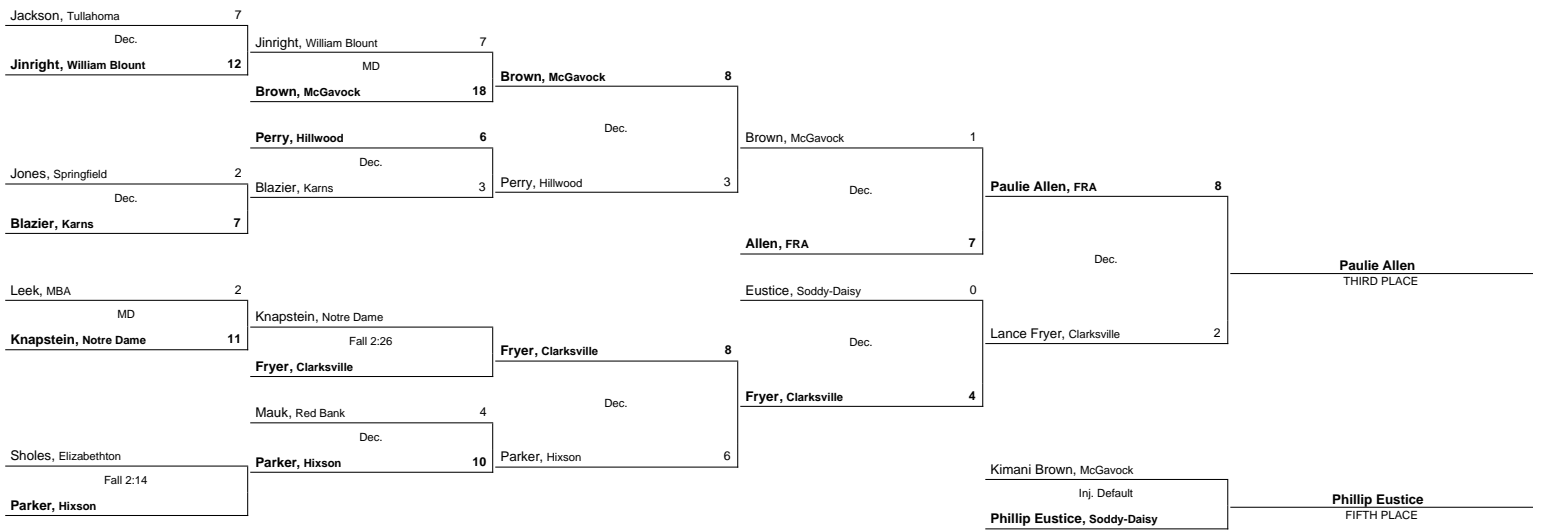 Jackson, Tullahoma 7
Dec.
Jinright, William Blount 12
Jones, Springfield 2
Dec.
Blazier, Karns 7
Leek, MBA 2
MD
Knapstein, Notre Dame 11
Sholes, Elizabethton
Fall 2:14
Parker, Hixson
Jinright, William Blount 7
MD
Brown, McGavock 18
Perry, Hillwood 6
Dec.
Blazier, Karns 3
Knapstein, Notre Dame
Fall 2:26
Fryer, Clarksville
Mauk, Red Bank 4
Dec.
Parker, Hixson 10
Brown, McGavock 8
Dec.
Perry, Hillwood 3
Fryer, Clarksville 8
Dec.
Parker, Hixson 6
Brown, McGavock 1
Dec.
Allen, FRA 7
Eustice, Soddy-Daisy 0
Dec.
Fryer, Clarksville 4
Paulie Allen, FRA 8
Dec.
Lance Fryer, Clarksville 2
Paulie Allen
THIRD PLACE
Kimani Brown, McGavock
Inj. Default
Phillip Eustice, Soddy-Daisy
Phillip Eustice
FIFTH PLACE